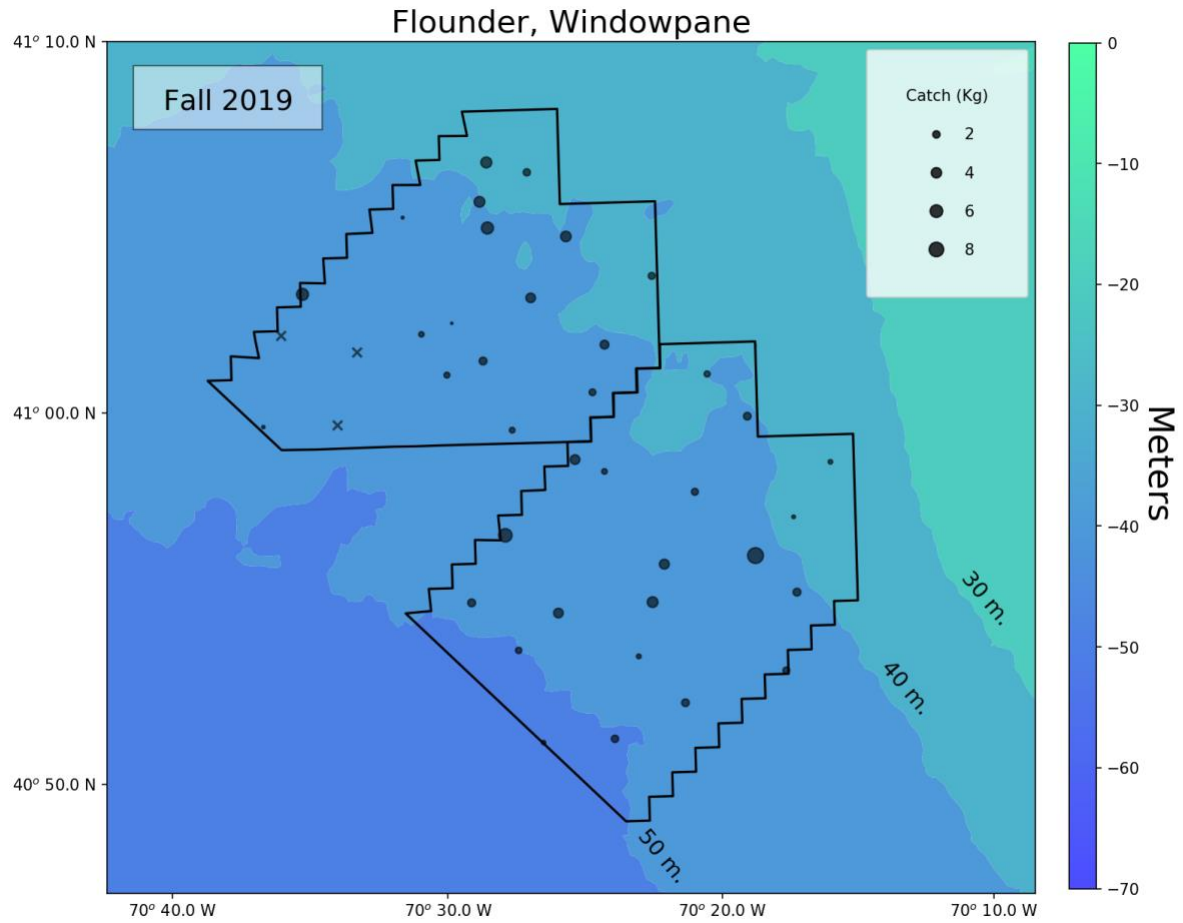 Flounder, Windowpane
41° 10.0 N
41° 00.0 N
40° 50.0 N
70° 40.0 W
70° 30.0 W
70° 20.0 W
70° 10.0 W
Fall 2019
Catch (Kg)
2
4
6
8
30 m.
40 m.
50 m.
0
−10
−20
−30
−40
−50
−60
−70
Meters